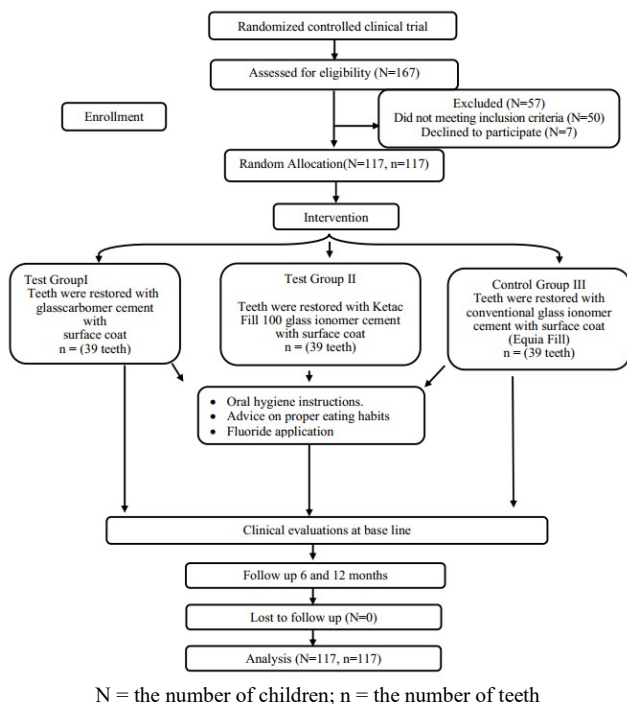 Randomized controlled clinical trial
Assessed for eligibility (N=167)
Enrollment
Excluded (N=57)
Did not meeting inclusion criteria (N=50)
Declined to participate (N=7)
Random Allocation(N=117, n=117)
Intervention
Test GroupI
Teeth were restored with
glasscarbomer cement
with
surface coat
n = (39 teeth)
Test Group II
Teeth were restored with Ketac
Fill 100 glass ionomer cement
with surface coat
n = (39 teeth)
Control Group III
Teeth were restored with
conventional glass ionomer
cement with surface coat
(Equia Fill)
n = (39 teeth)
• Oral hygiene instructions.
• Advice on proper eating habits
• Fluoride application
Clinical evaluations at base line
Follow up 6 and 12 months
Lost to follow up (N=0)
Analysis (N=117, n=117)
N = the number of children; n = the number of teeth